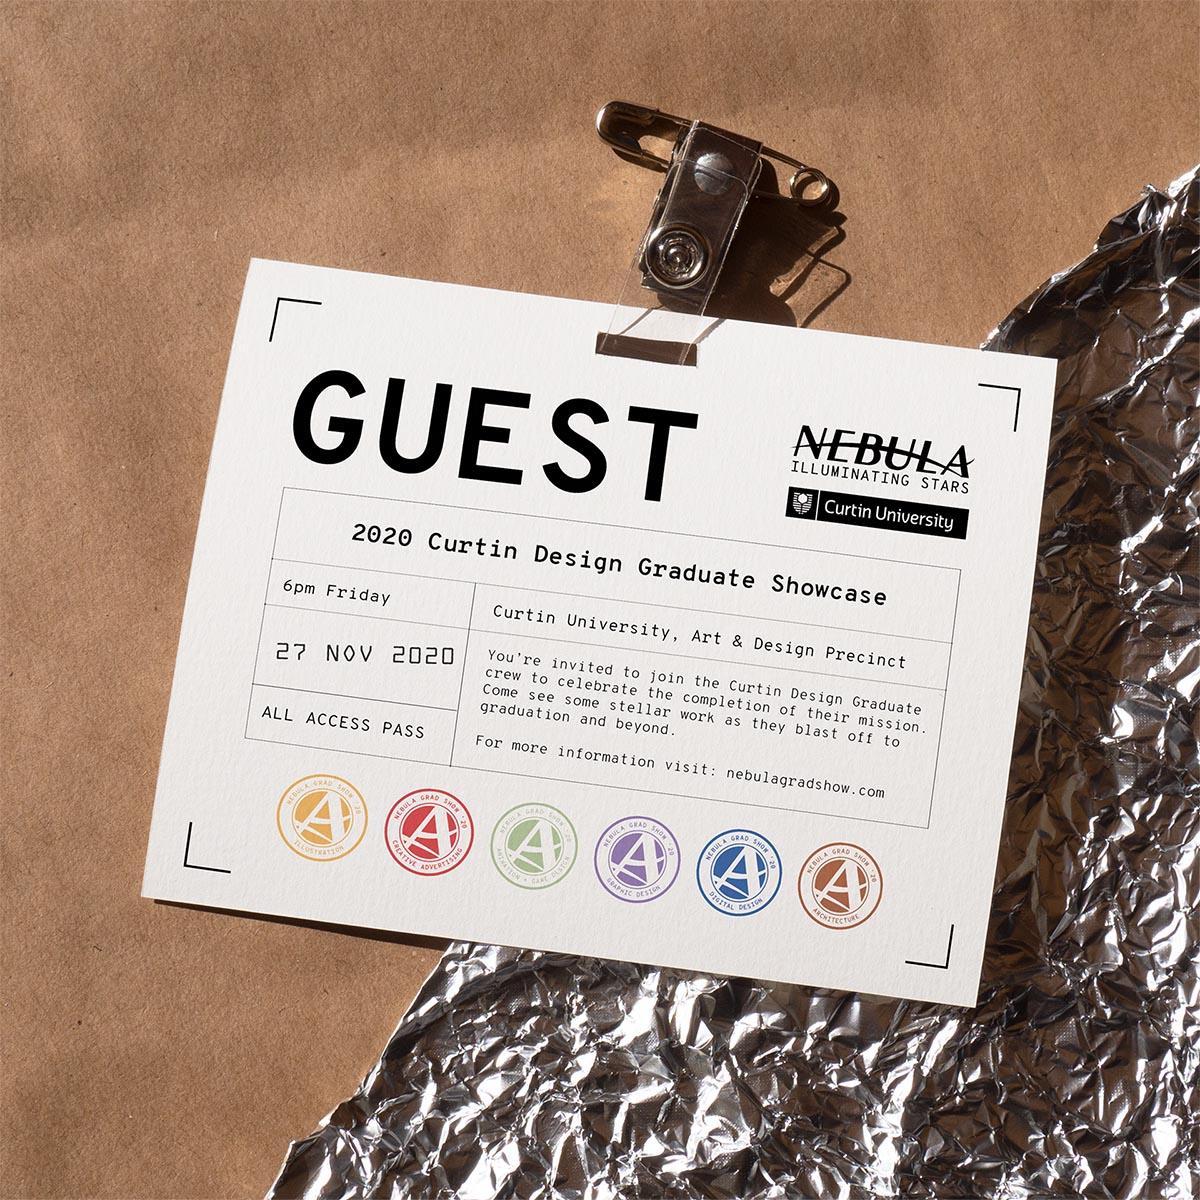 GUEST
NEBULA
ILLUMINATING STARS
Curtin University
2020 Curtin Design Graduate Showcase
6pm Friday
27 NOV 2020
ALL ACCESS PASS
Curtin University, Art & Design Precinct
You're invited to join the Curtin Design Graduate
crew to celebrate the completion of their mission.
Come see some stellar work as they blast off to
graduation and beyond.
For more information visit: nebulagradshow.com
NEBULA GRAD SHOW '20
ILLUSTRATION
NEBULA GRAD SHOW '20
CREATIVE ADVERTISING
NEBULA GRAD SHOW '20
ANIMATION + GAME DESIGN
NEBULA GRAD SHOW '20
GRAPHIC DESIGN
NEBULA GRAD SHOW '20
DIGITAL DESIGN
NEBULA GRAD SHOW '20
ARCHITECTURE